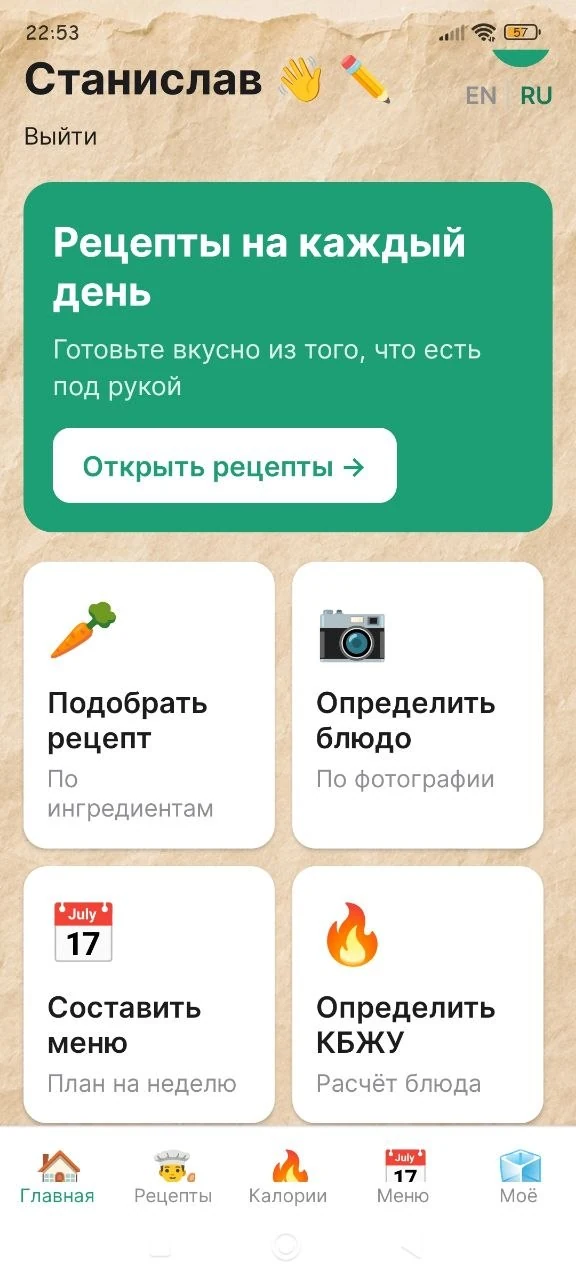 22:53
57
Станислав 👋 ✏️
EN RU
Выйти
Рецепты на каждый
день
Готовьте вкусно из того, что есть
под рукой
Открыть рецепты →
Подобрать
рецепт
По
ингредиентам
Определить
блюдо
По фотографии
July
17
Составить
меню
План на неделю
Определить
КБЖУ
Расчёт блюда
July
17
Главная
Рецепты
Калории
Меню
Моё